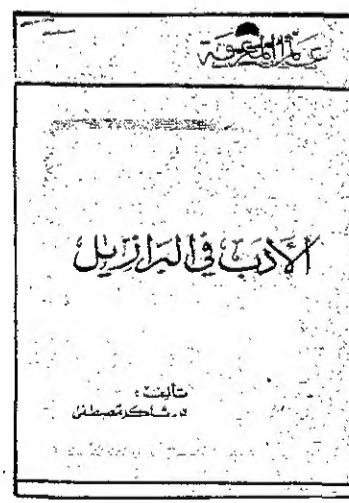 عالم المعرفة
الأدب في البرازيل
تأليف:
د. شاكر مصطفى